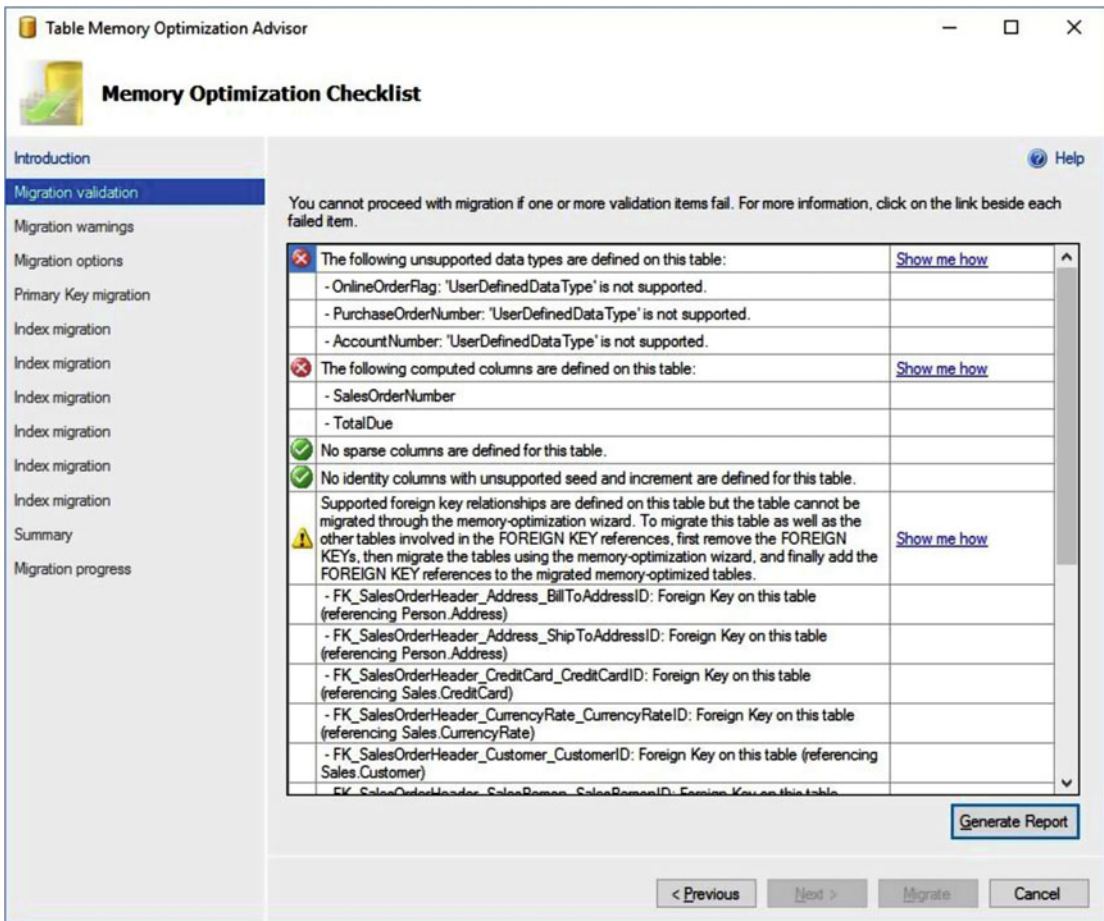 Table Memory Optimization Advisor
Memory Optimization Checklist
Introduction
Migration validation
Migration warnings
Migration options
Primary Key migration
Index migration
Index migration
Index migration
Index migration
Index migration
Index migration
Summary
Migration progress
Help
You cannot proceed with migration if one or more validation items fail. For more information, click on the link beside each
failed item.
The following unsupported data types are defined on this table: Show me how
- OnlineOrderFlag: 'UserDefinedDataType' is not supported.
- PurchaseOrderNumber: 'UserDefinedDataType' is not supported.
- AccountNumber: 'UserDefinedDataType' is not supported.
The following computed columns are defined on this table: Show me how
- SalesOrderNumber
- TotalDue
No sparse columns are defined for this table.
No identity columns with unsupported seed and increment are defined for this table.
Supported foreign key relationships are defined on this table but the table cannot be
migrated through the memory-optimization wizard. To migrate this table as well as the
other tables involved in the FOREIGN KEY references, first remove the FOREIGN Show me how
KEYs, then migrate the tables using the memory-optimization wizard, and finally add the
FOREIGN KEY references to the migrated memory-optimized tables.
- FK_SalesOrderHeader_Address_BillToAddressID: Foreign Key on this table
(referencing Person.Address)
- FK_SalesOrderHeader_Address_ShipToAddressID: Foreign Key on this table
(referencing Person.Address)
- FK_SalesOrderHeader_CreditCard_CreditCardID: Foreign Key on this table
(referencing Sales.CreditCard)
- FK_SalesOrderHeader_CurrencyRate_CurrencyRateID: Foreign Key on this table
(referencing Sales.CurrencyRate)
- FK_SalesOrderHeader_Customer_CustomerID: Foreign Key on this table (referencing
Sales.Customer)
- FK_SalesOrderHeader_SalesPerson_SalesPersonID: Foreign Key on this table
Generate Report
< Previous
Next >
Migrate
Cancel